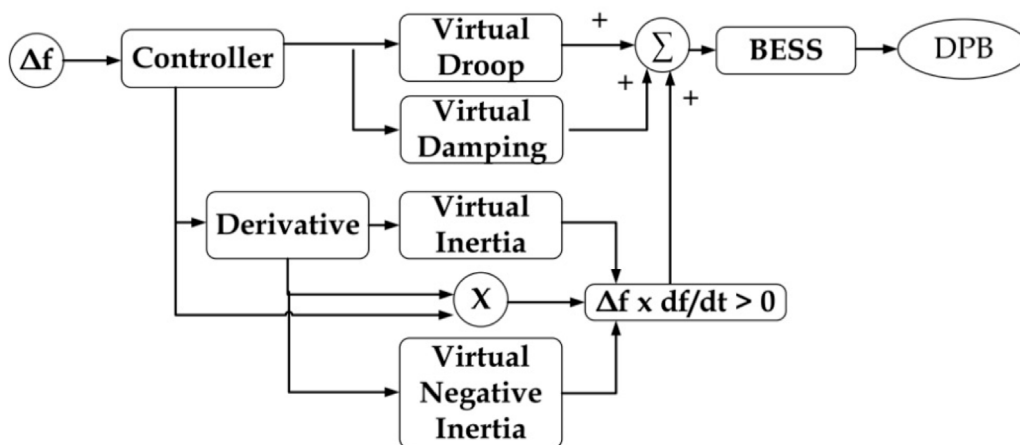 Δf
Controller
Virtual
Droop
+
Σ
BESS
DPB
+
+
Virtual
Damping
Derivative
Virtual
Inertia
X
Δf x df/dt > 0
Virtual
Negative
Inertia